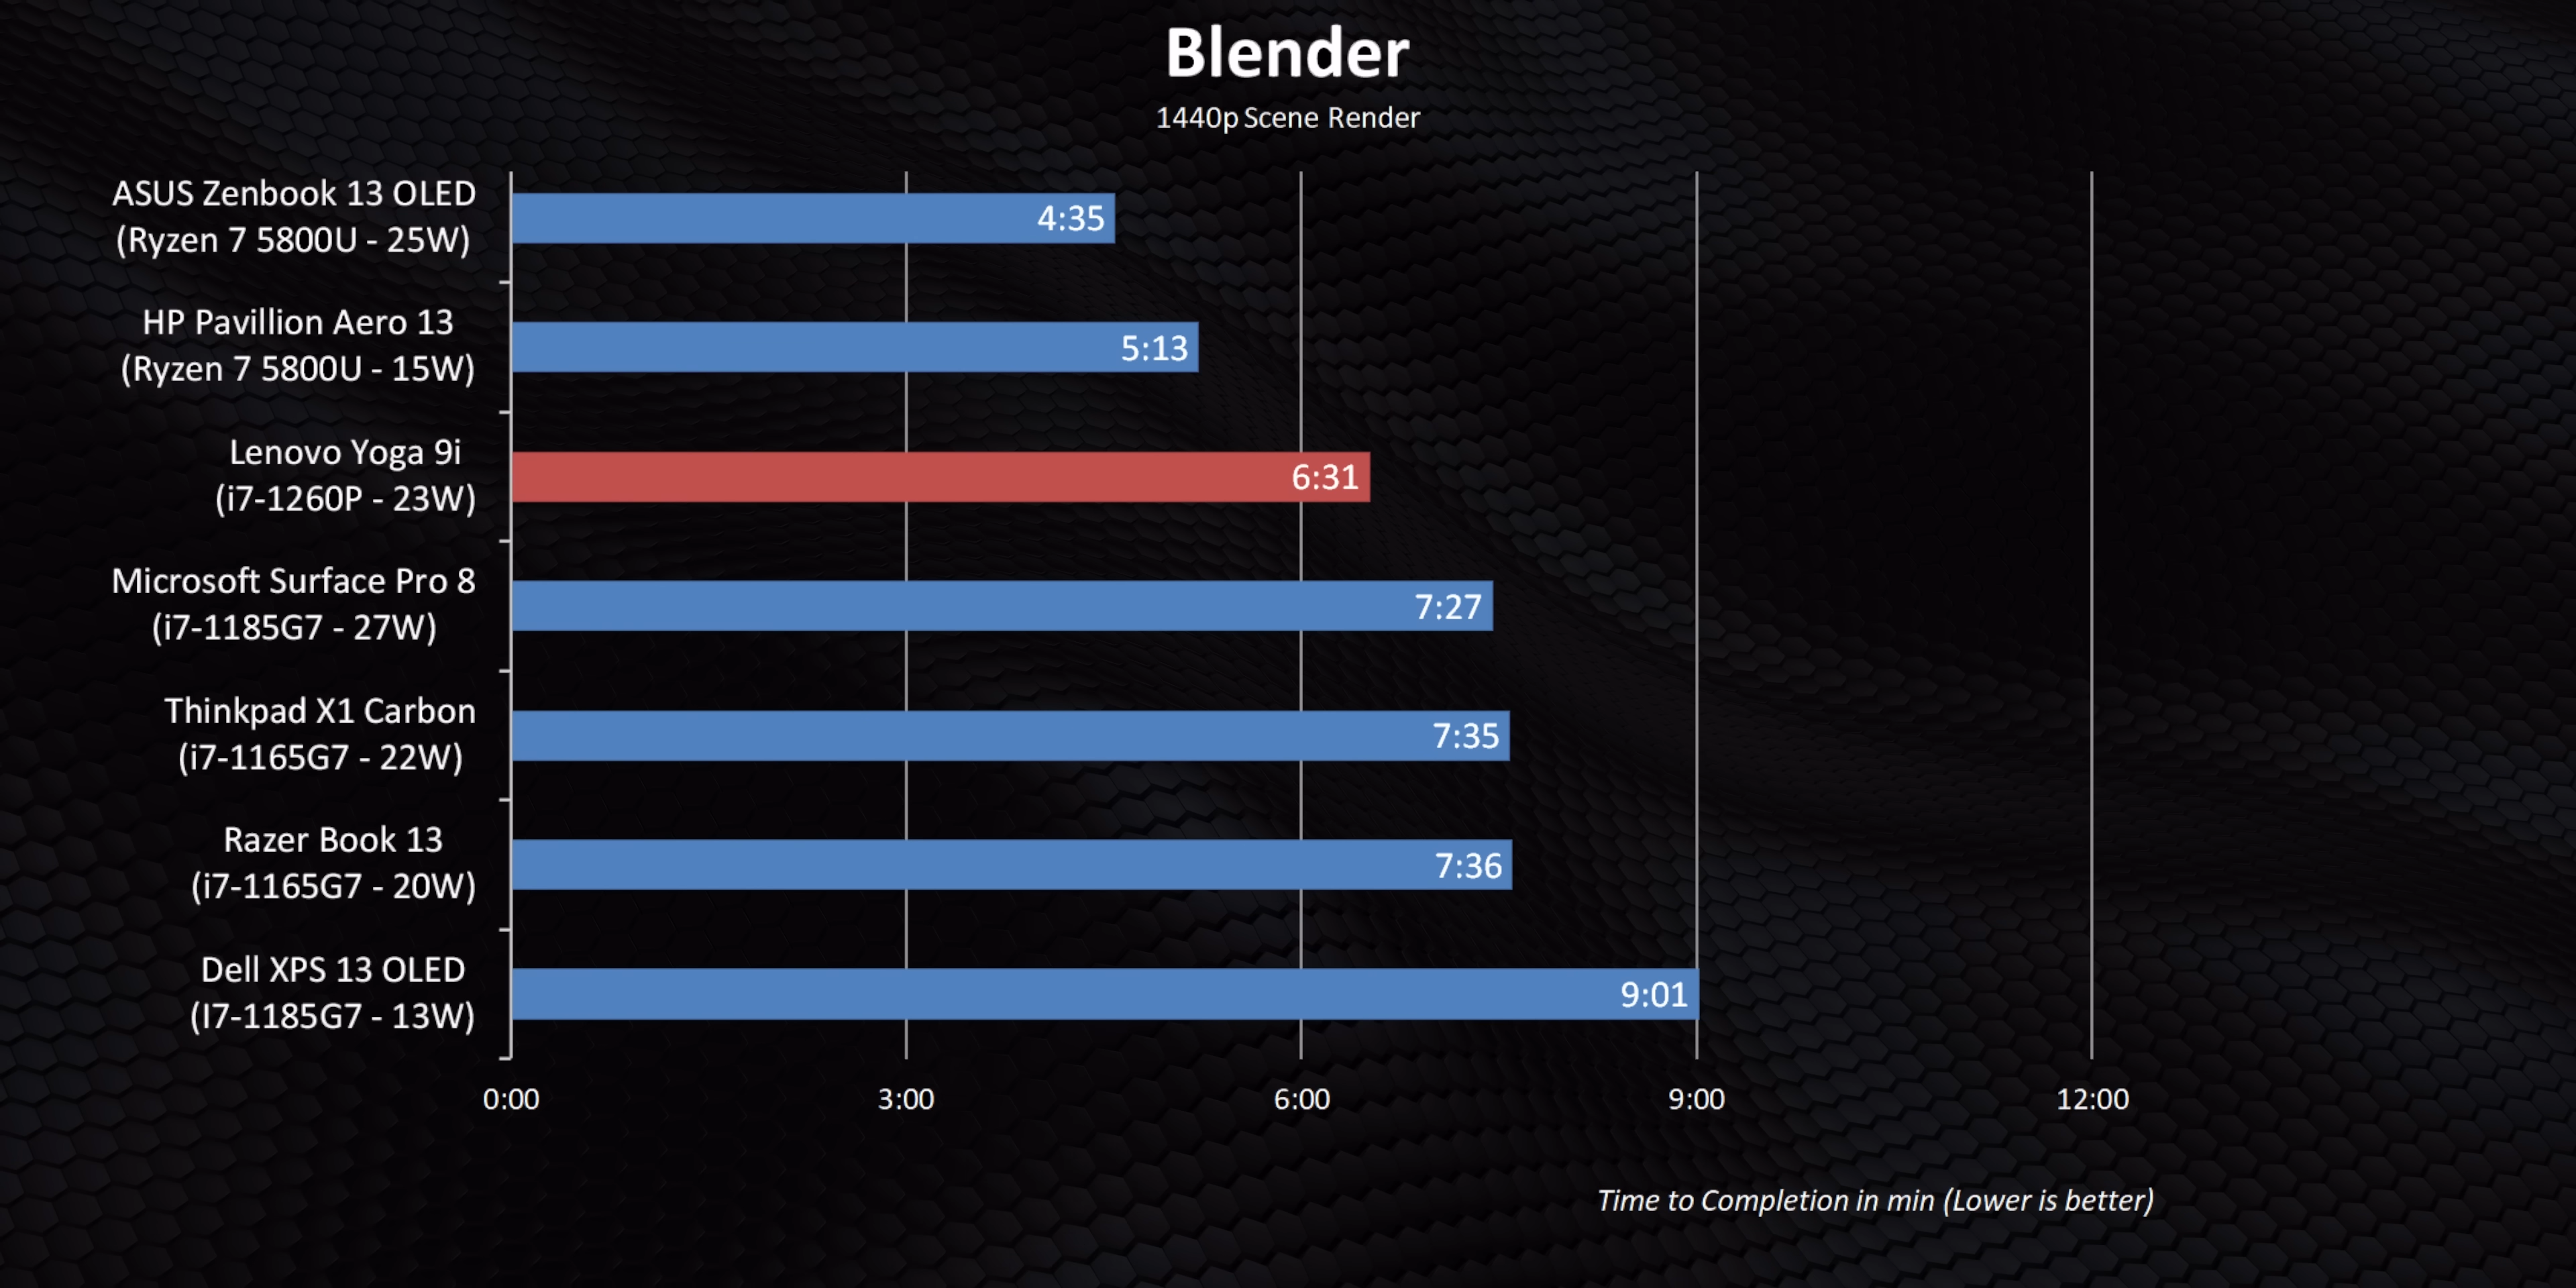 Blender
1440p Scene Render
ASUS Zenbook 13 OLED
(Ryzen 7 5800U - 25W)
4:35
HP Pavillion Aero 13
(Ryzen 7 5800U - 15W)
5:13
Lenovo Yoga 9i
(i7-1260P - 23W)
6:31
Microsoft Surface Pro 8
(i7-1185G7 - 27W)
7:27
Thinkpad X1 Carbon
(i7-1165G7 - 22W)
7:35
Razer Book 13
(i7-1165G7 - 20W)
7:36
Dell XPS 13 OLED
(I7-1185G7 - 13W)
9:01
0:00 3:00 6:00 9:00 12:00
Time to Completion in min (Lower is better)